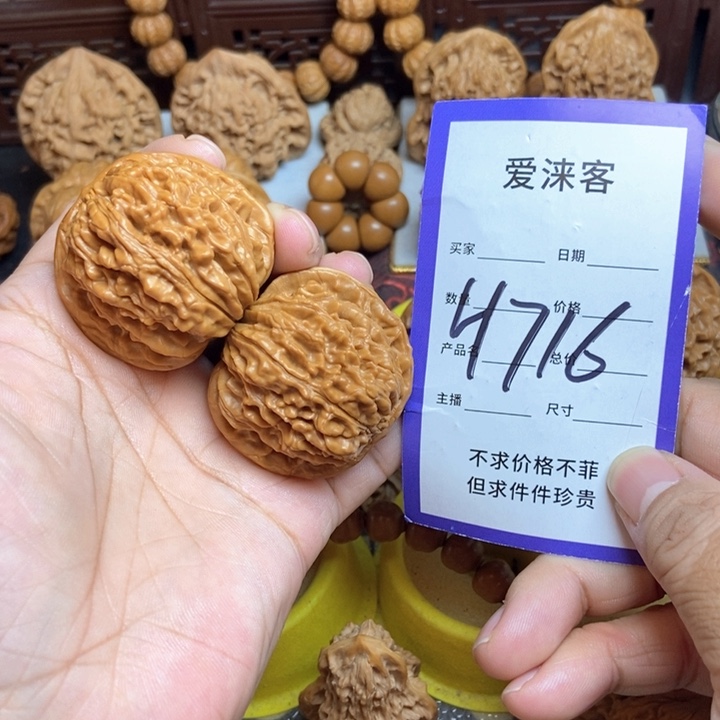 爱涞客
买家 日期
数量 价格
4716
产品名 总价
主播 尺寸
不求价格不菲
但求件件珍贵